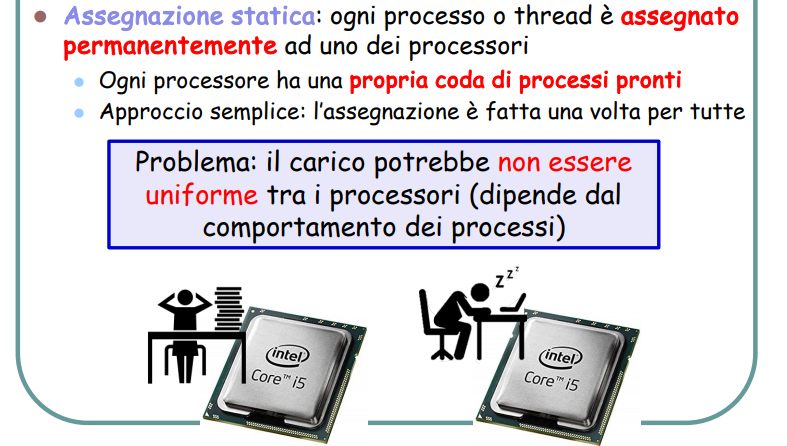 Assegnazione statica: ogni processo o thread è assegnato
permanentemente ad uno dei processori
Ogni processore ha una propria coda di processi pronti
Approccio semplice: l'assegnazione è fatta una volta per tutte
Problema: il carico potrebbe non essere
uniforme tra i processori (dipende dal
comportamento dei processi)
z z z
intel
Core™ i5
intel
Core™ i5